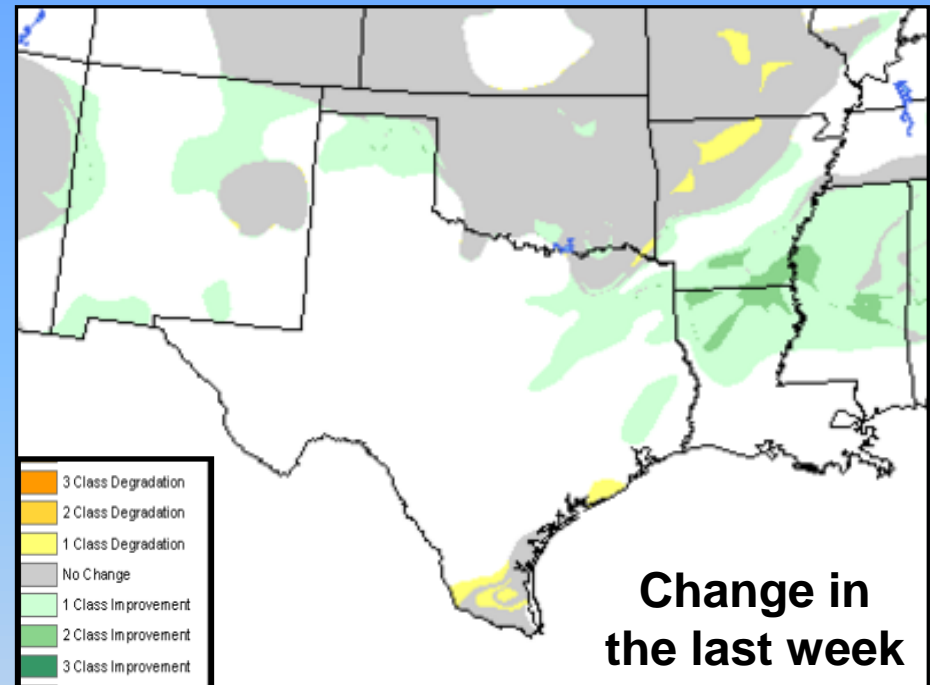 3 Class Degradation
2 Class Degradation
1 Class Degradation
No Change
1 Class Improvement
2 Class Improvement
3 Class Improvement
Change in
the last week